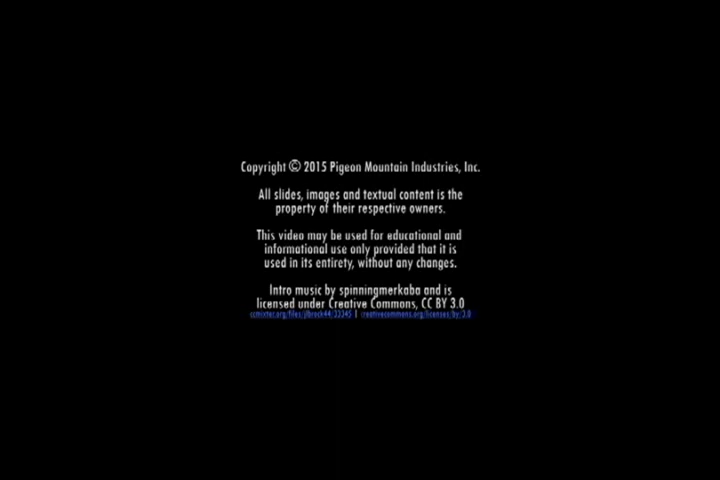 Copyright © 2015 Pigeon Mountain Industries, Inc.
All slides, images and textual content is the
property of their respective owners.
This video may be used for educational and
informational use only provided that it is
used in its entirety, without any changes.
Intro music by spinningmerkaba and is
licensed under Creative Commons, CC BY 3.0
ccmixter.org/files/jlbrock44/33345 | creativecommons.org/licenses/by/3.0